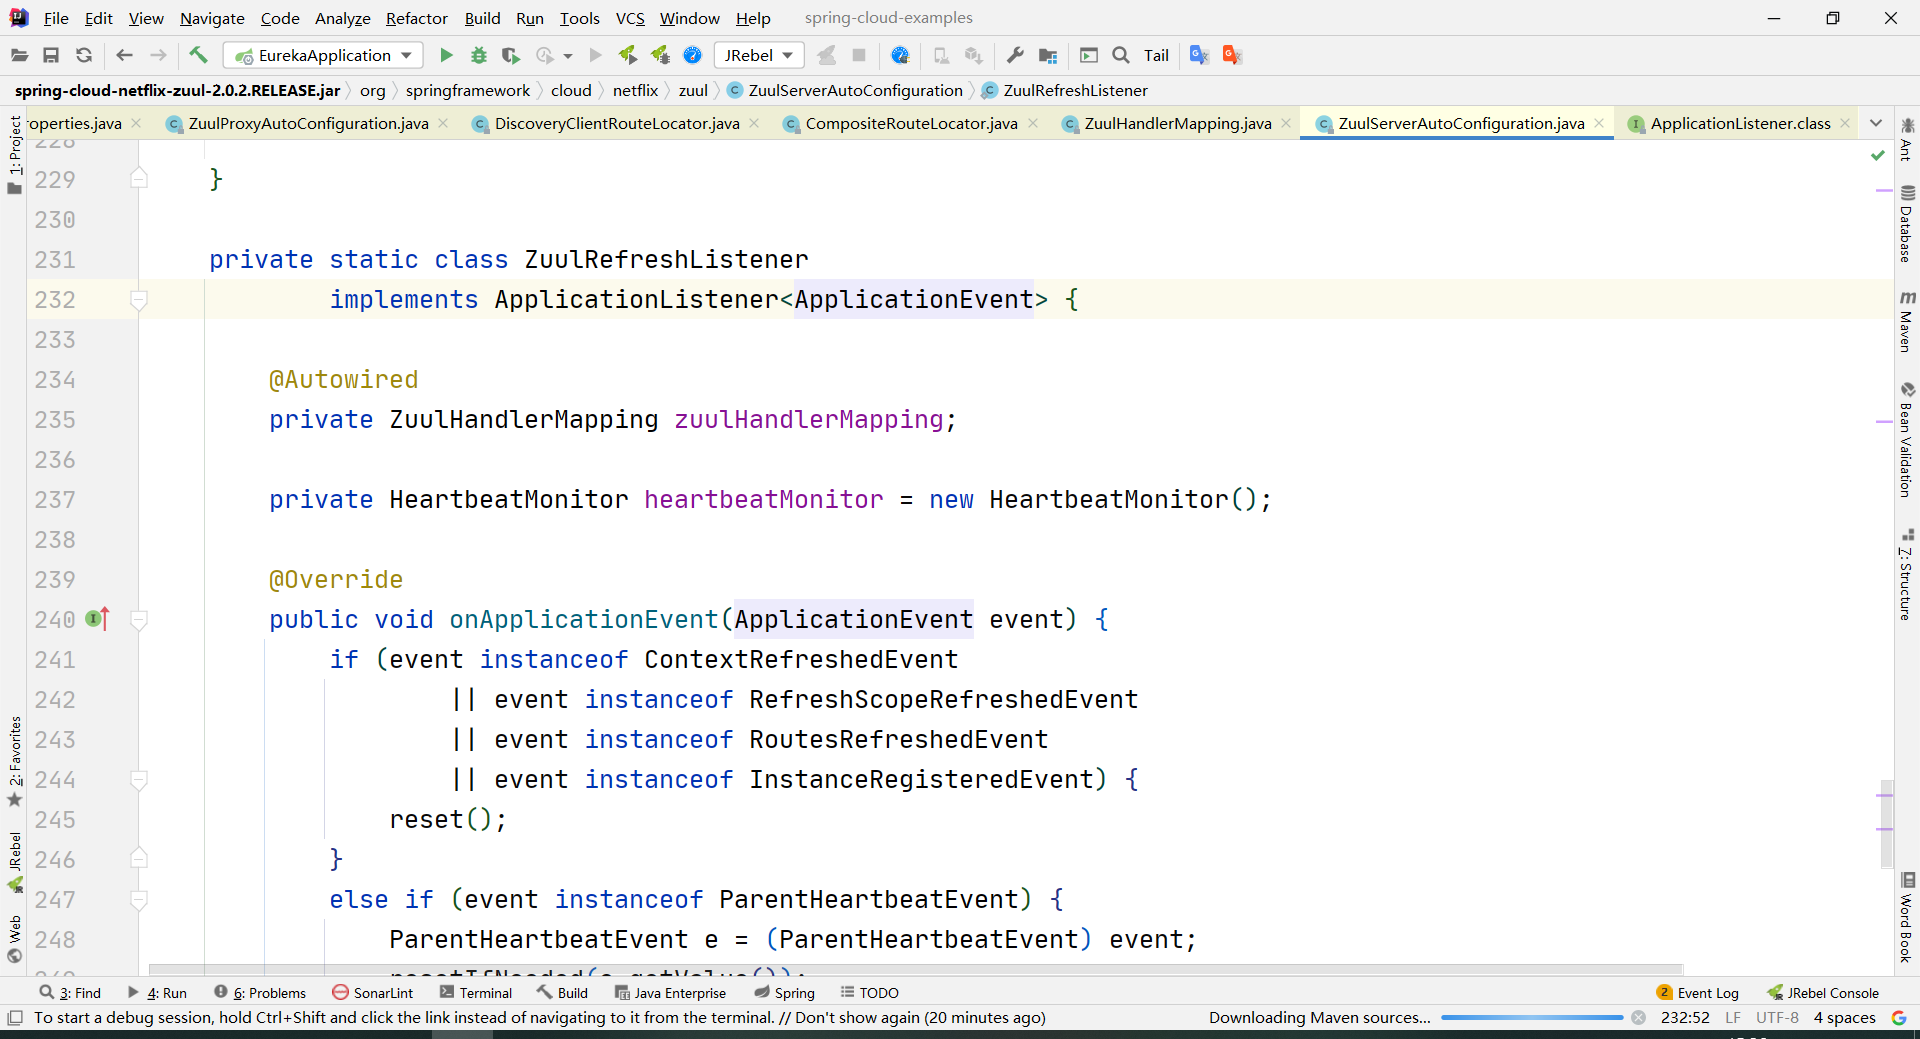 File Edit View Navigate Code Analyze Refactor Build Run Tools VCS Window Help spring-cloud-examples
EurekaApplication JRebel Tail
spring-cloud-netflix-zuul-2.0.2.RELEASE.jar org springframework cloud netflix zuul ZuulServerAutoConfiguration ZuulRefreshListener
roperties.java ZuulProxyAutoConfiguration.java DiscoveryClientRouteLocator.java CompositeRouteLocator.java ZuulHandlerMapping.java ZuulServerAutoConfiguration.java ApplicationListener.class
1: Project
2: Favorites
JRebel
Web
228
229 }
230
231 private static class ZuulRefreshListener
232 implements ApplicationListener<ApplicationEvent> {
233
234 @Autowired
235 private ZuulHandlerMapping zuulHandlerMapping;
236
237 private HeartbeatMonitor heartbeatMonitor = new HeartbeatMonitor();
238
239 @Override
240 public void onApplicationEvent(ApplicationEvent event) {
241 if (event instanceof ContextRefreshedEvent
242 || event instanceof RefreshScopeRefreshedEvent
243 || event instanceof RoutesRefreshedEvent
244 || event instanceof InstanceRegisteredEvent) {
245 reset();
246 }
247 else if (event instanceof ParentHeartbeatEvent) {
248 ParentHeartbeatEvent e = (ParentHeartbeatEvent) event;
249 resetIfNeeded(e.getValue());
Ant
Database
Maven
Bean Validation
7: Structure
Word Book
3: Find 4: Run 6: Problems SonarLint Terminal Build Java Enterprise Spring TODO 2 Event Log JRebel Console
To start a debug session, hold Ctrl+Shift and click the link instead of navigating to it from the terminal. // Don't show again (20 minutes ago) Downloading Maven sources... 232:52 LF UTF-8 4 spaces